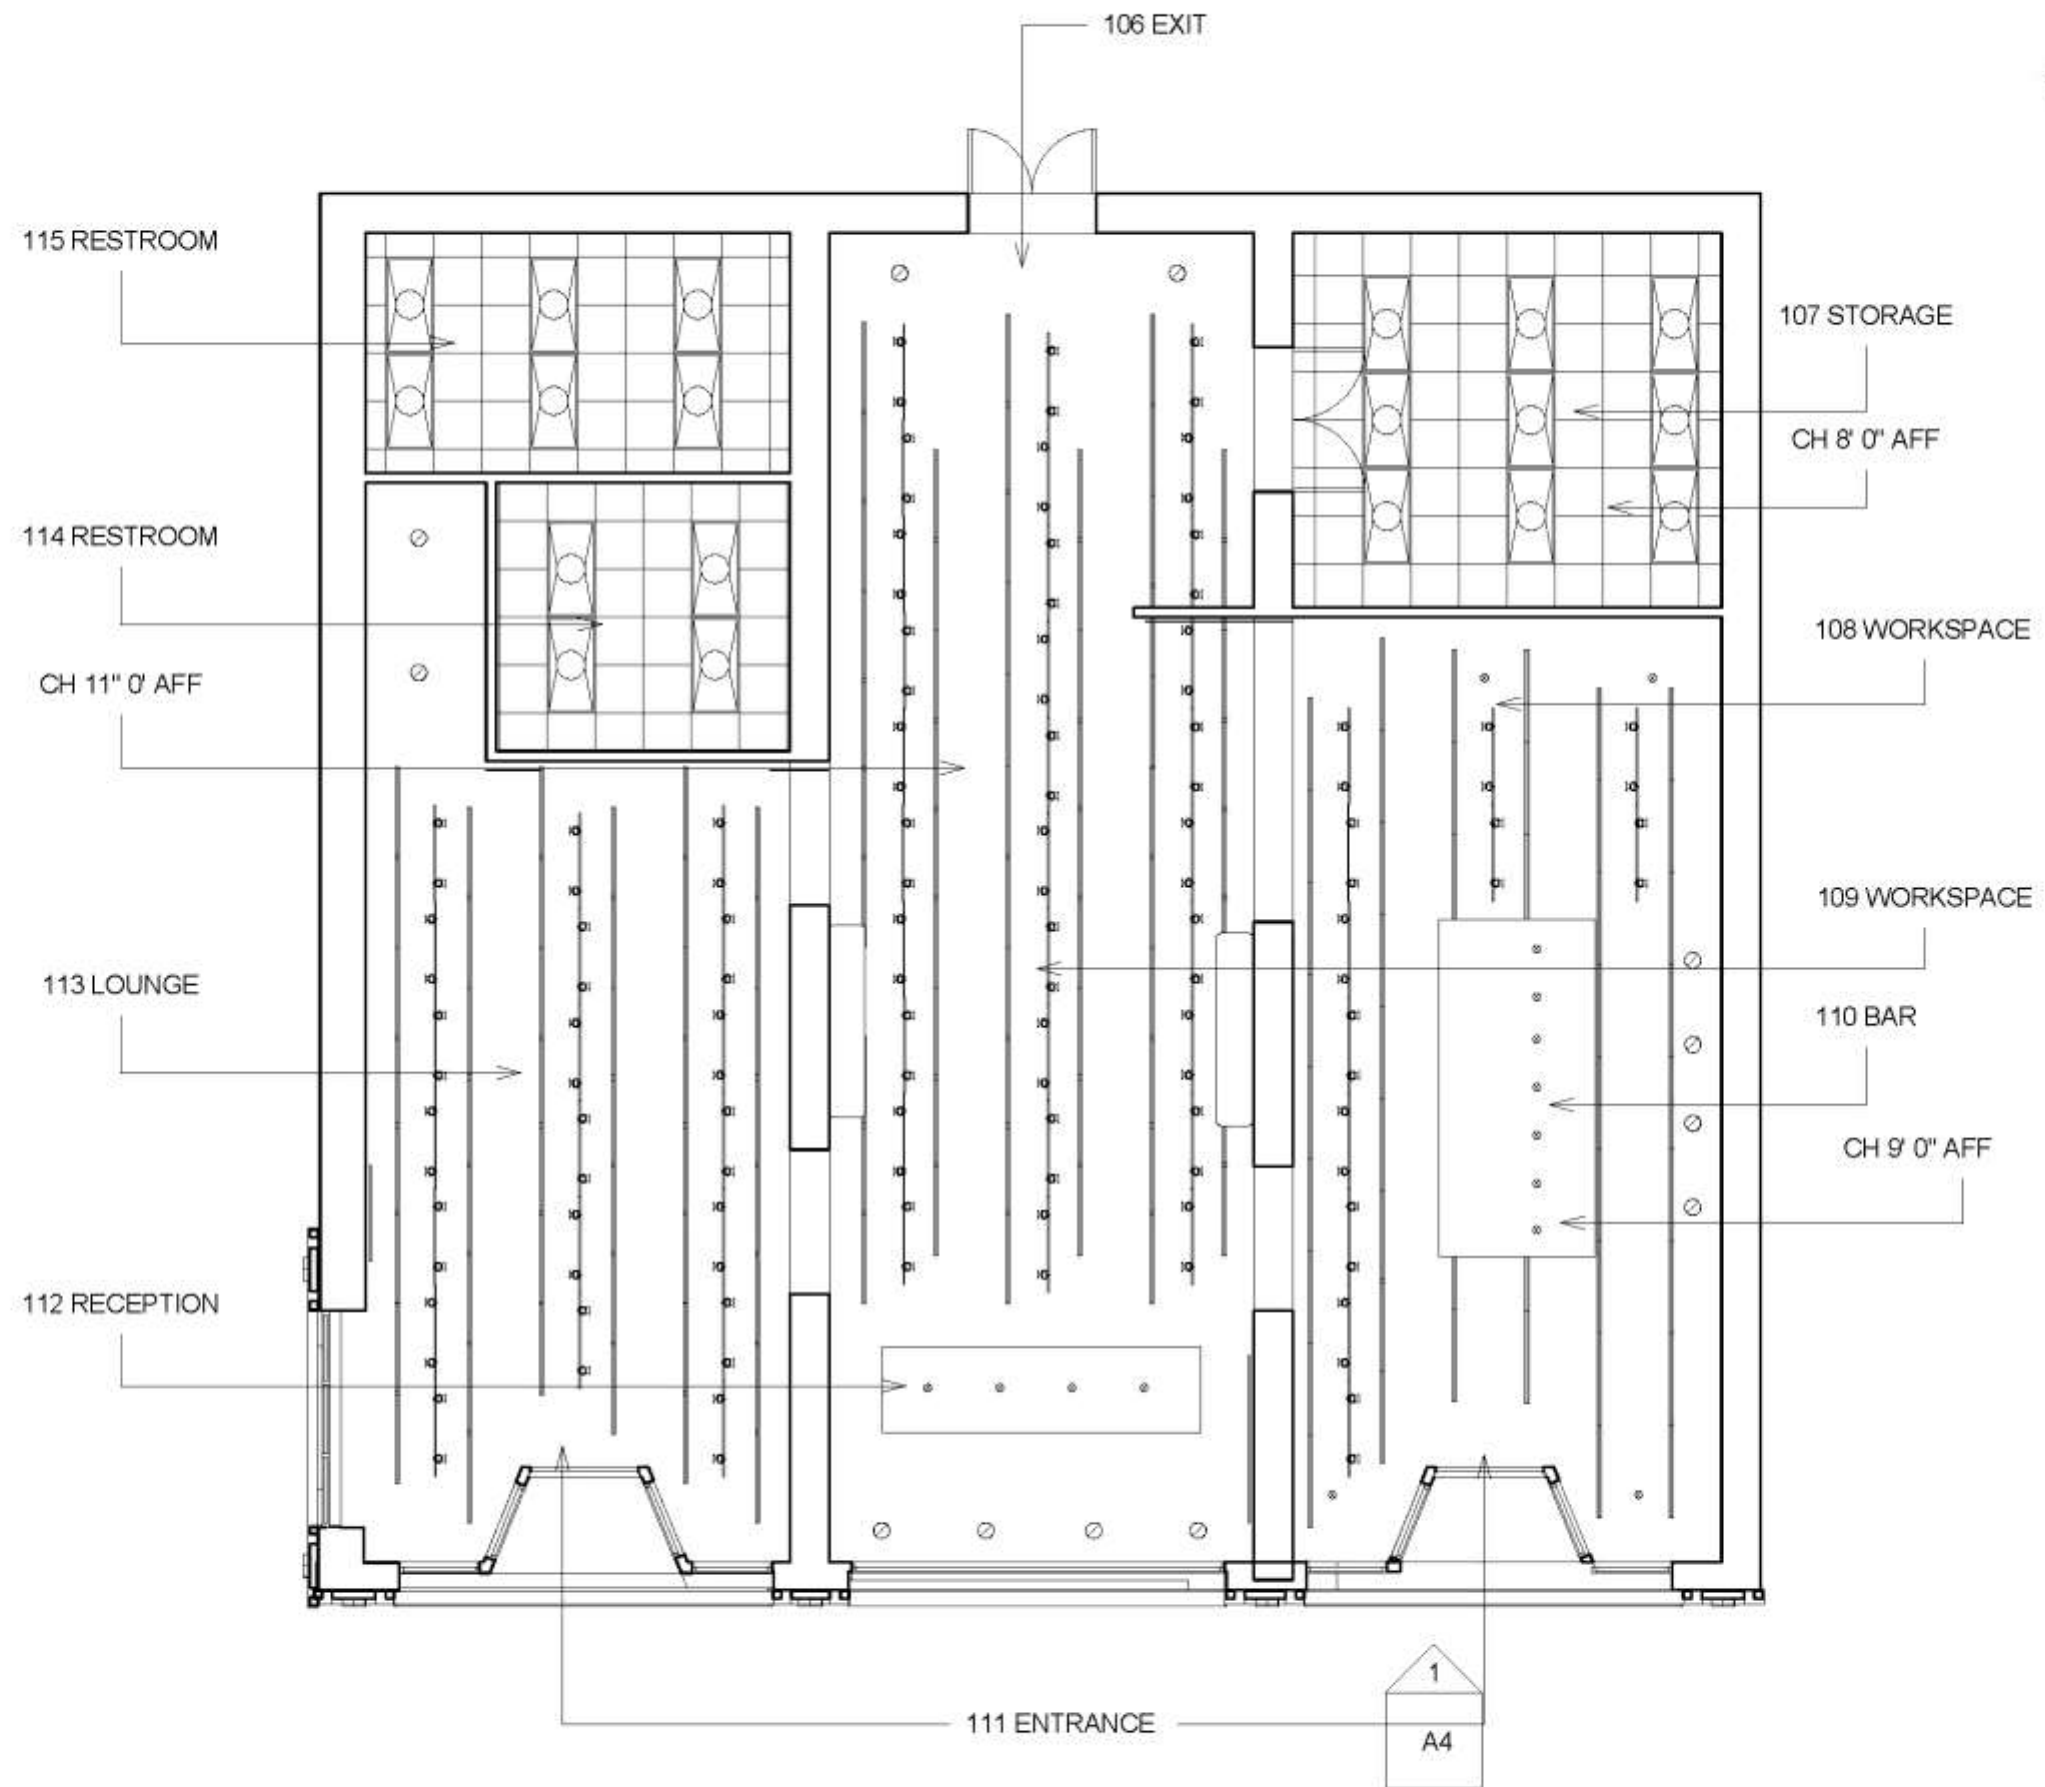 106 EXIT
115 RESTROOM
107 STORAGE
CH 8' 0" AFF
114 RESTROOM
108 WORKSPACE
CH 11" 0' AFF
109 WORKSPACE
113 LOUNGE
110 BAR
CH 9' 0" AFF
112 RECEPTION
1
111 ENTRANCE
A4